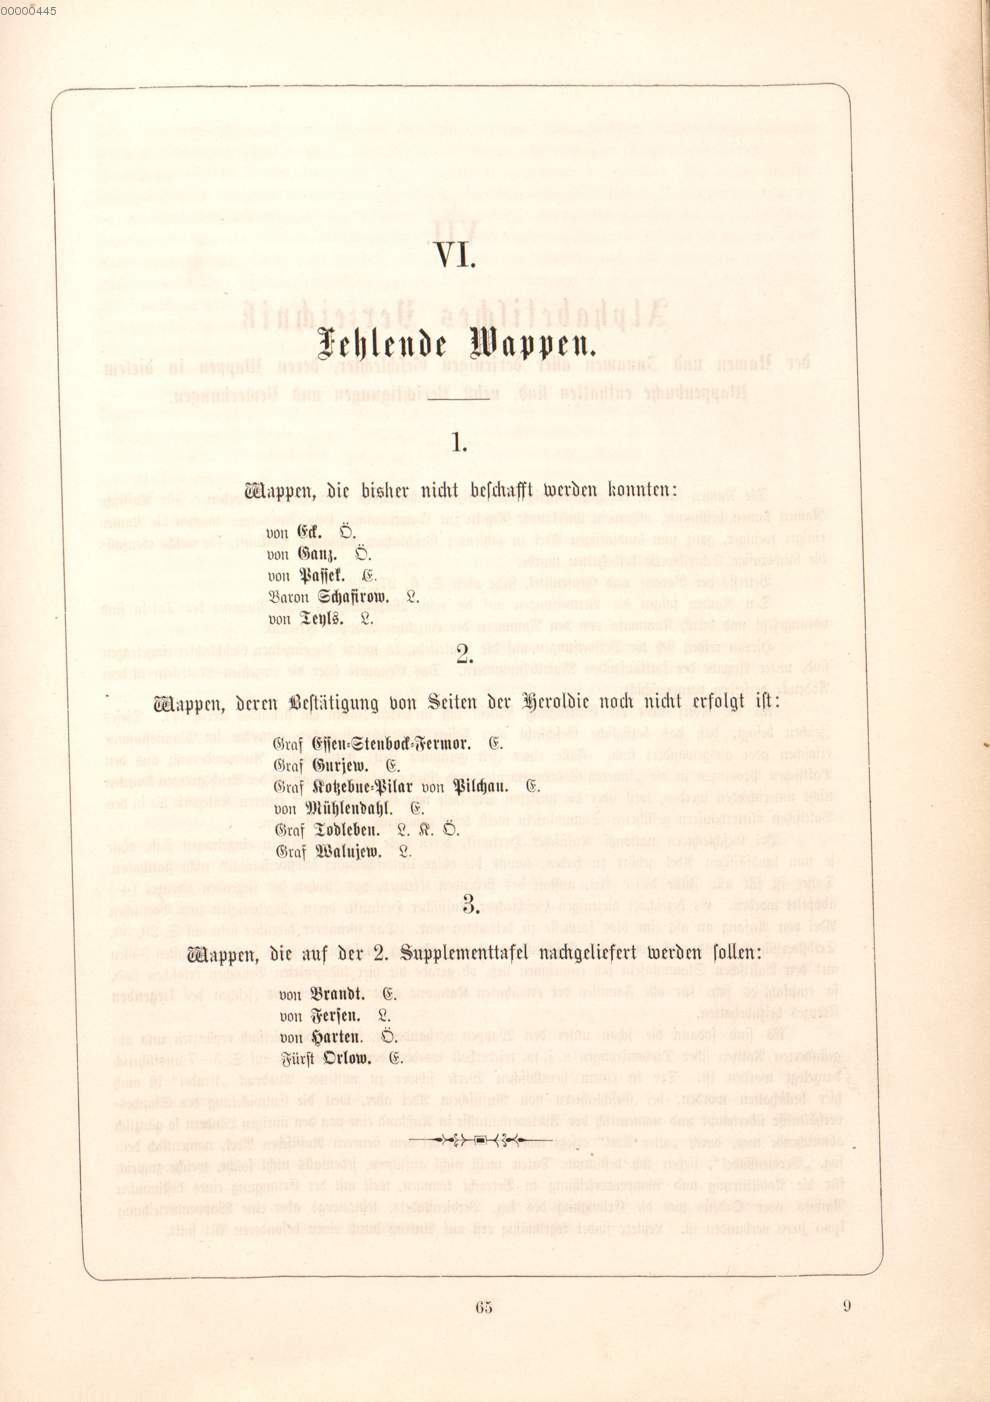 00000445
VI.
Fehlende Wappen.
1.
Wappen, die bisher nicht beschafft werden konnten:
von Eck. Ö.
von Ganz. Ö.
von Passek. E.
Baron Schafirow. L.
von Teyls. L.
2.
Wappen, deren Bestätigung von Seiten der Heroldie noch nicht erfolgt ist:
Graf Essen-Stenbock-Fermor. E.
Graf Gurjew. E.
Graf Kotzebue-Pilar von Pilchau. E.
von Mühlendahl. E.
Graf Todleben. L. K. Ö.
Graf Walujew. L.
3.
Wappen, die auf der 2. Supplementtafel nachgeliefert werden sollen:
von Brandt. E.
von Fersen. L.
von Harten. Ö.
Fürst Orlow. E.
65
9